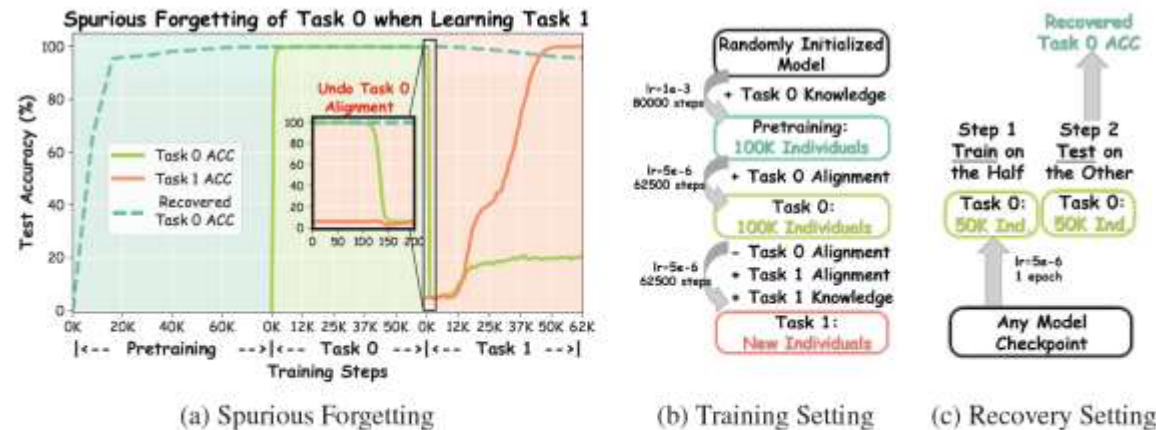 Spurious Forgetting of Task 0 when Learning Task 1
Test Accuracy (%)
100
80
60
40
20
0
Task 0 ACC
Task 1 ACC
Recovered
Task 0 ACC
Undo Task 0
Alignment
100
80
60
40
20
0
0 50 100 150 200
0K 20K 40K 60K 0K 12K 25K 37K 50K 0K 12K 25K 37K 50K 62K
|<-- Pretraining -->|<-- Task 0 -->|<-- Task 1 -->|
Training Steps
(a) Spurious Forgetting
Randomly Initialized
Model
lr=1e-3
80000 steps
+ Task 0 Knowledge
Pretraining:
100K Individuals
lr=5e-6
62500 steps
+ Task 0 Alignment
Task 0:
100K Individuals
lr=5e-6
62500 steps
- Task 0 Alignment
+ Task 1 Alignment
+ Task 1 Knowledge
Task 1:
New Individuals
(b) Training Setting
Recovered
Task 0 ACC
Step 1
Train on
the Half
Step 2
Test on
the Other
Task 0:
50K Ind.
Task 0:
50K Ind.
lr=5e-6
1 epoch
Any Model
Checkpoint
(c) Recovery Setting